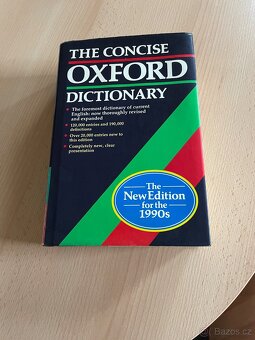 THE CONCISE
OXFORD
DICTIONARY
• The foremost dictionary of current
English: now thoroughly revised
and expanded
• 120,000 entries and 190,000
definitions
• Over 20,000 entries new to
this edition
• Completely new, clear
presentation
The
New Edition
for the
1990s
Bazoš.cz